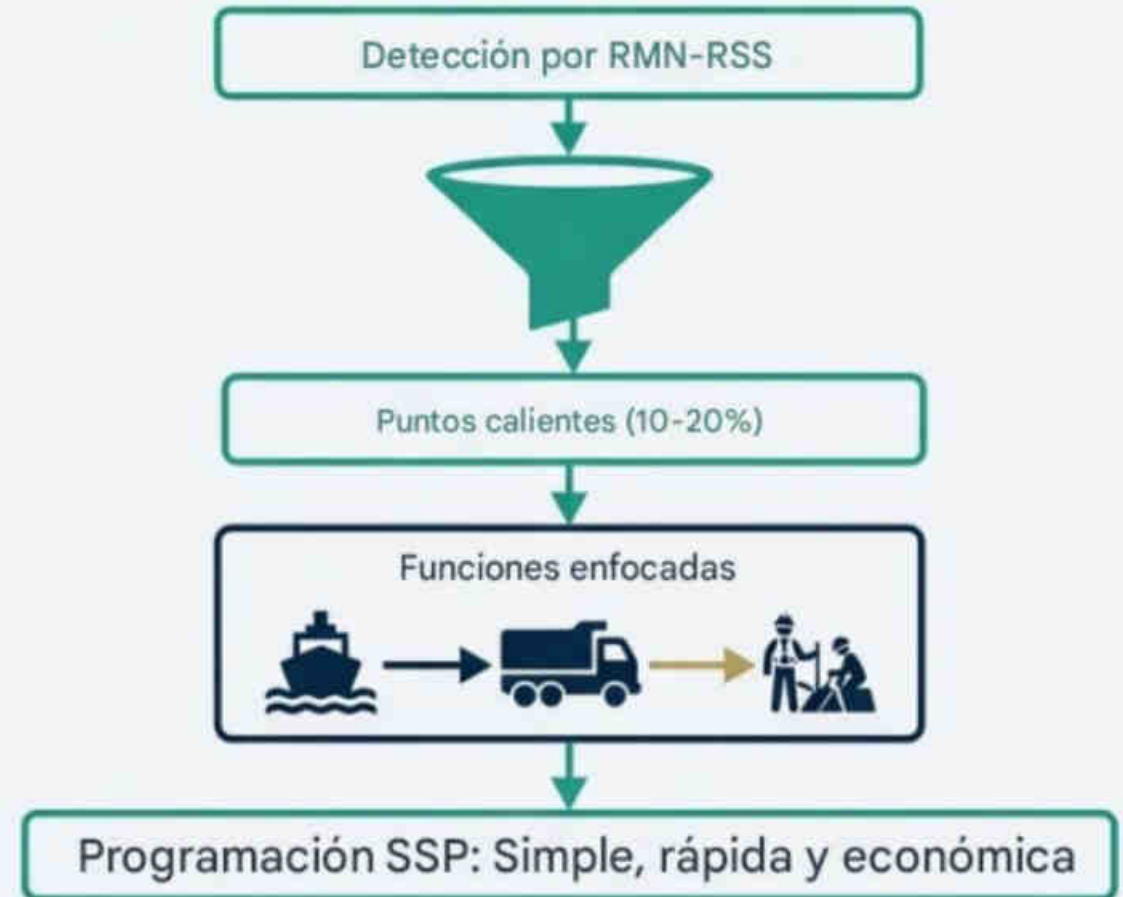 Detección por RMN-RSS
Puntos calientes (10-20%)
Funciones enfocadas
Programación SSP: Simple, rápida y económica